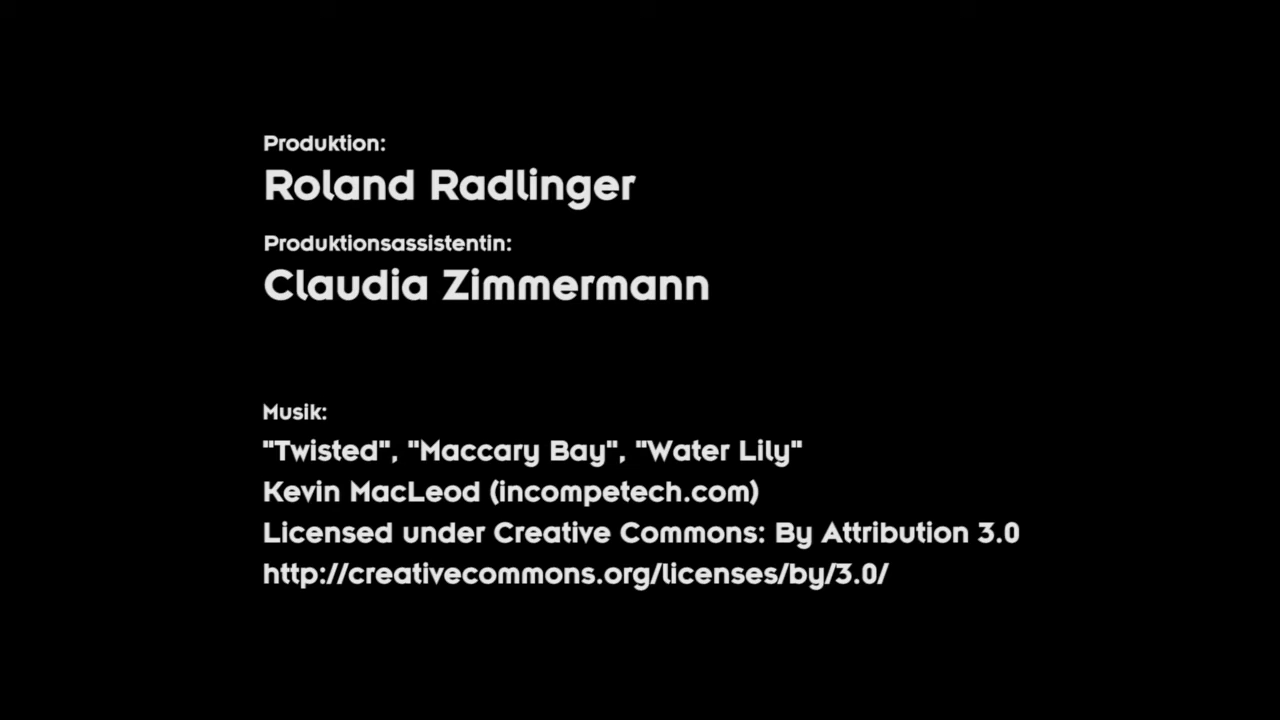 Produktion:
Roland Radlinger
Produktionsassistentin:
Claudia Zimmermann
Musik:
"Twisted", "Maccary Bay", "Water Lily"
Kevin MacLeod (incompetech.com)
Licensed under Creative Commons: By Attribution 3.0
http://creativecommons.org/licenses/by/3.0/